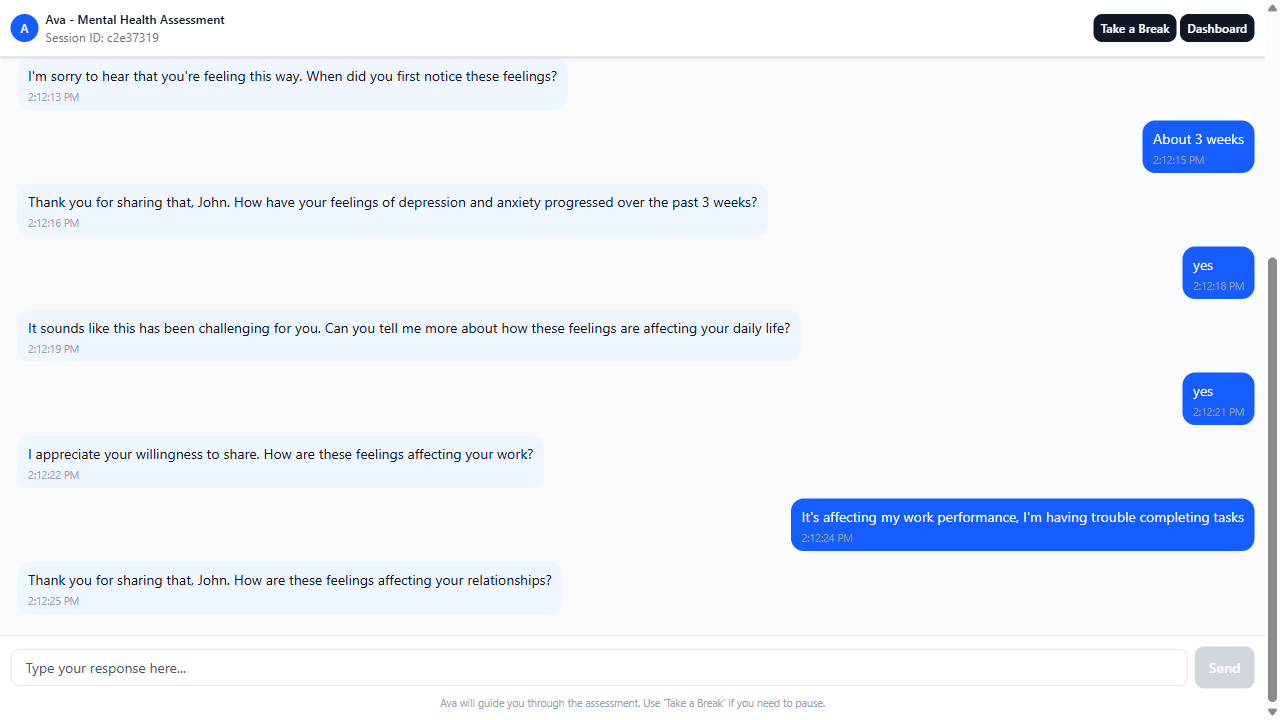 A
Ava - Mental Health Assessment
Session ID: c2e37319
Take a Break
Dashboard
I'm sorry to hear that you're feeling this way. When did you first notice these feelings?
2:12:13 PM
About 3 weeks
2:12:15 PM
Thank you for sharing that, John. How have your feelings of depression and anxiety progressed over the past 3 weeks?
2:12:16 PM
yes
2:12:18 PM
It sounds like this has been challenging for you. Can you tell me more about how these feelings are affecting your daily life?
2:12:19 PM
yes
2:12:21 PM
I appreciate your willingness to share. How are these feelings affecting your work?
2:12:22 PM
It's affecting my work performance, I'm having trouble completing tasks
2:12:24 PM
Thank you for sharing that, John. How are these feelings affecting your relationships?
2:12:25 PM
Type your response here...
Send
Ava will guide you through the assessment. Use 'Take a Break' if you need to pause.